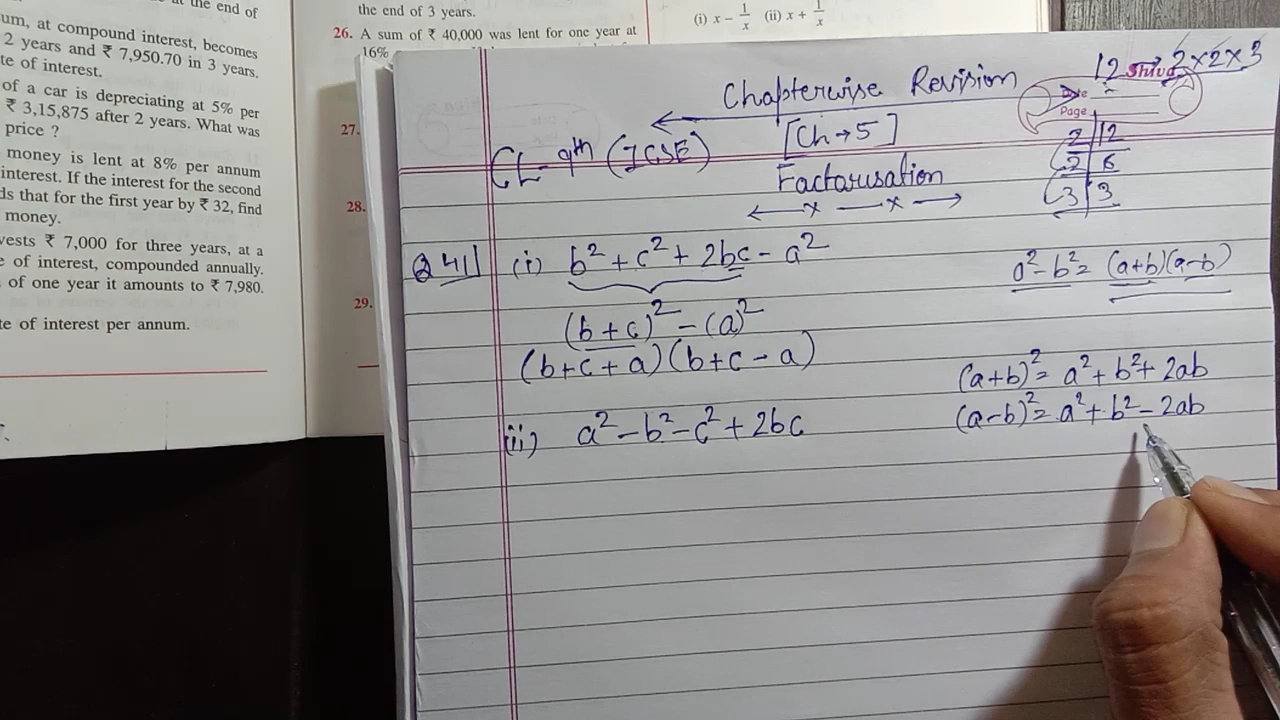 at the end of
um, at compound interest, becomes
2 years and ₹ 7,950.70 in 3 years.
te of interest.
of a car is depreciating at 5% per
₹ 3,15,875 after 2 years. What was
price ?
money is lent at 8% per annum
interest. If the interest for the second
ds that for the first year by ₹ 32, find
money.
vests ₹ 7,000 for three years, at a
e of interest, compounded annually.
of one year it amounts to ₹ 7,980.
te of interest per annum.
the end of 3 years.
26. A sum of ₹ 40,000 was lent for one year at
16%
27.
28.
29.
(i) x - 1/x (ii) x + 1/x
Chapterwise Revision
[Ch → 5]
CL - 9th (ICSE)
Factorisation
← x — x →
12 → 2×2×3
Shiva
Date
Page
2 | 12
2 | 6
3 | 3
Q 41) (i) b² + c² + 2bc - a²
(b + c)² - (a)²
(b+c+a) (b+c-a)
ii) a² - b² - c² + 2bc
a² - b² = (a+b)(a-b)
(a+b)² = a² + b² + 2ab
(a-b)² = a² + b² - 2ab